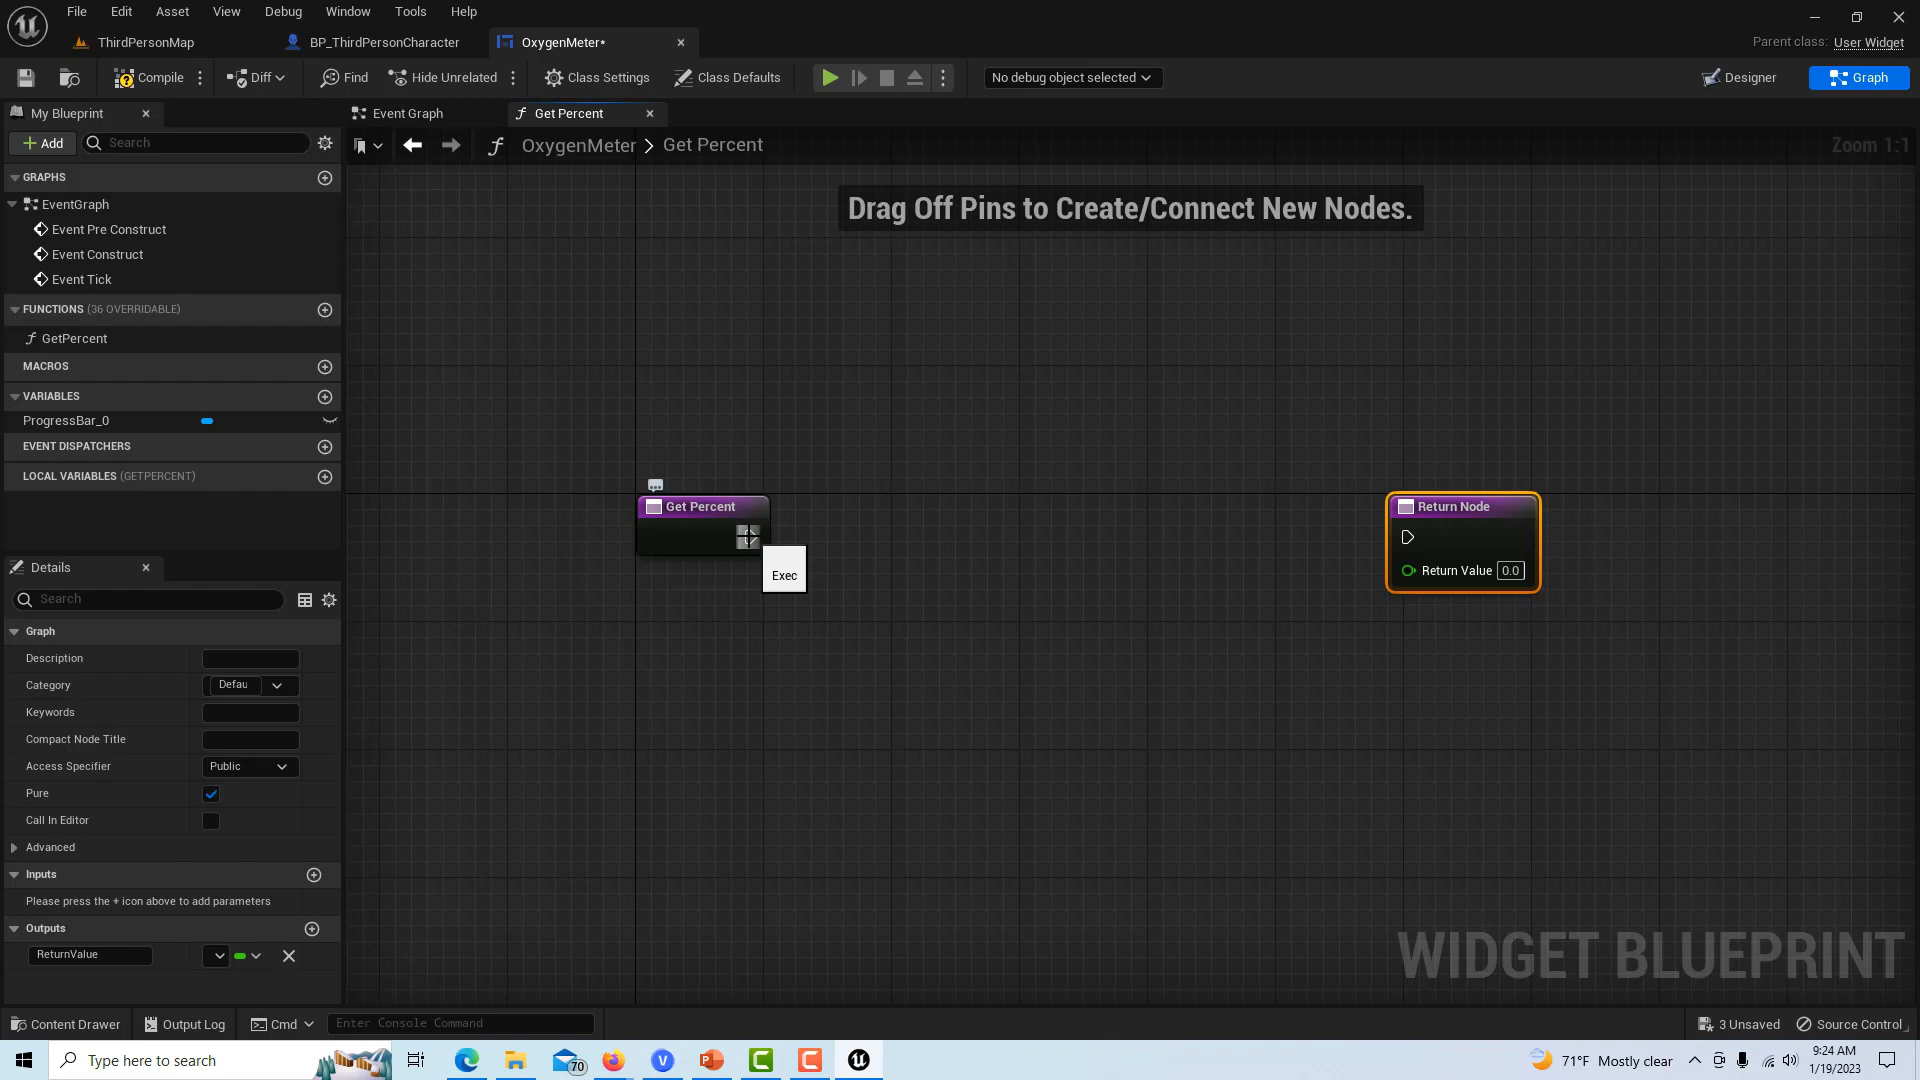 File Edit Asset View Debug Window Tools Help
ThirdPersonMap BP_ThirdPersonCharacter OxygenMeter* Parent class: User Widget
Compile Diff Find Hide Unrelated Class Settings Class Defaults No debug object selected Designer Graph
My Blueprint Event Graph Get Percent
Add Search OxygenMeter > Get Percent Zoom 1:1
GRAPHS
EventGraph
Event Pre Construct
Event Construct
Event Tick
FUNCTIONS (36 OVERRIDABLE)
GetPercent
MACROS
VARIABLES
ProgressBar_0
EVENT DISPATCHERS
LOCAL VARIABLES (GETPERCENT)
Drag Off Pins to Create/Connect New Nodes.
Get Percent
Exec
Return Node
Return Value 0.0
Details
Search
Graph
Description
Category Defau
Keywords
Compact Node Title
Access Specifier Public
Pure
Call In Editor
Advanced
Inputs
Please press the + icon above to add parameters
Outputs
ReturnValue
WIDGET BLUEPRINT
Content Drawer Output Log Cmd Enter Console Command 3 Unsaved Source Control
Type here to search 70 71°F Mostly clear 9:24 AM
1/19/2023